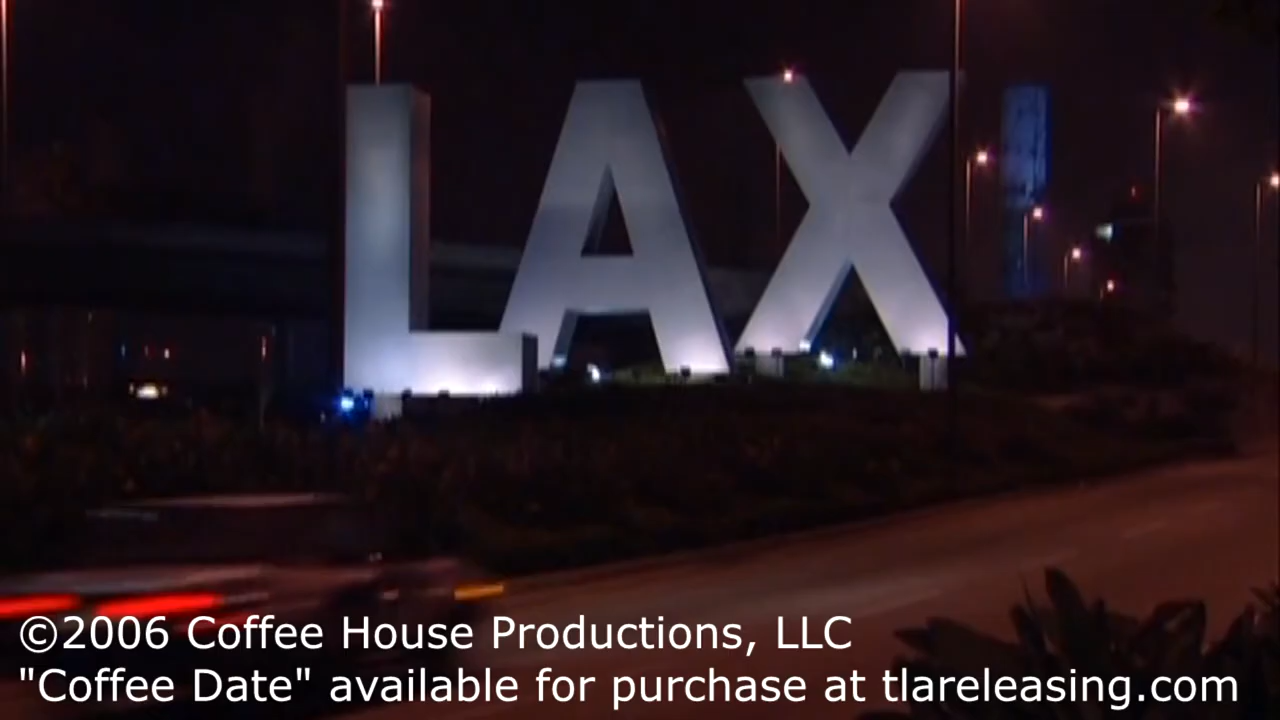 LAX
©2006 Coffee House Productions, LLC
"Coffee Date" available for purchase at tlareleasing.com